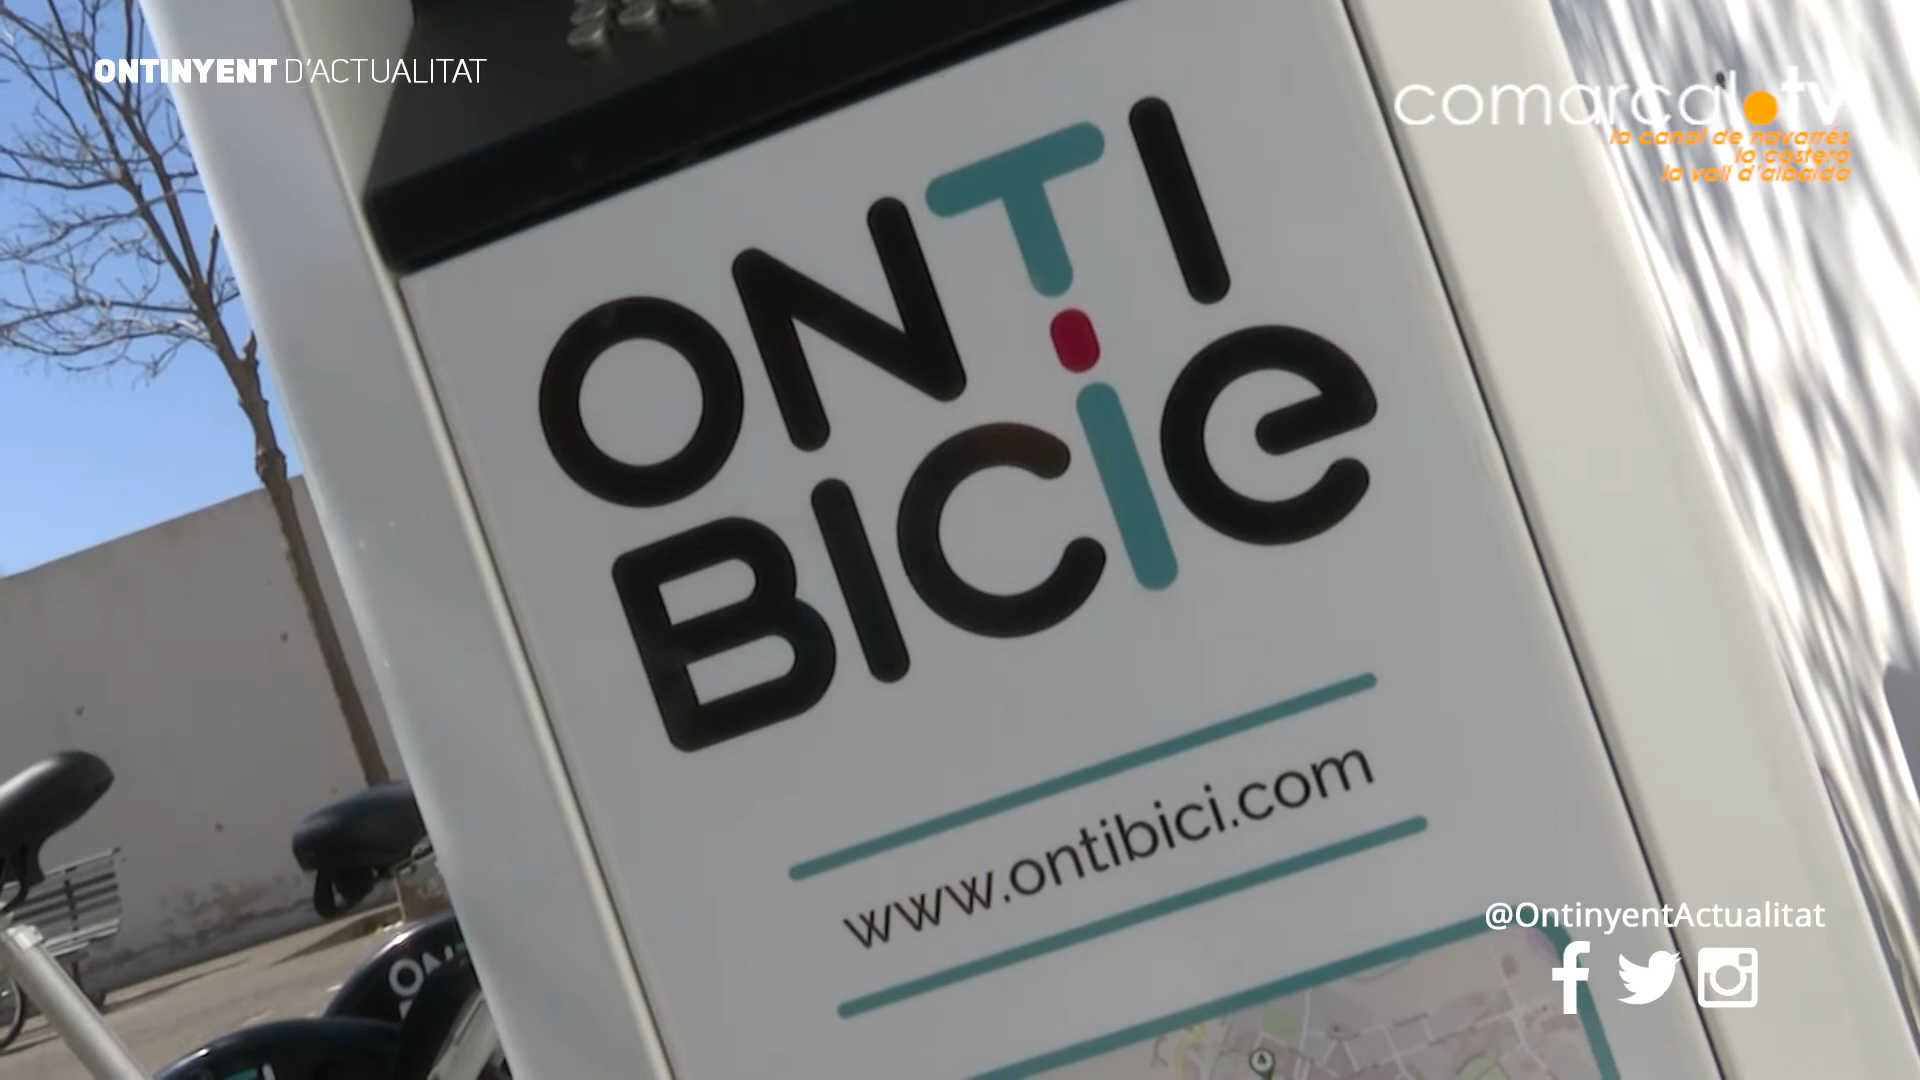 ONTINYENT D'ACTUALITAT
comarcal.tv
la canal de navarrés
la costera
la vall d'albaida
ONTI
BICIe
www.ontibici.com
4
@OntinyentActualitat